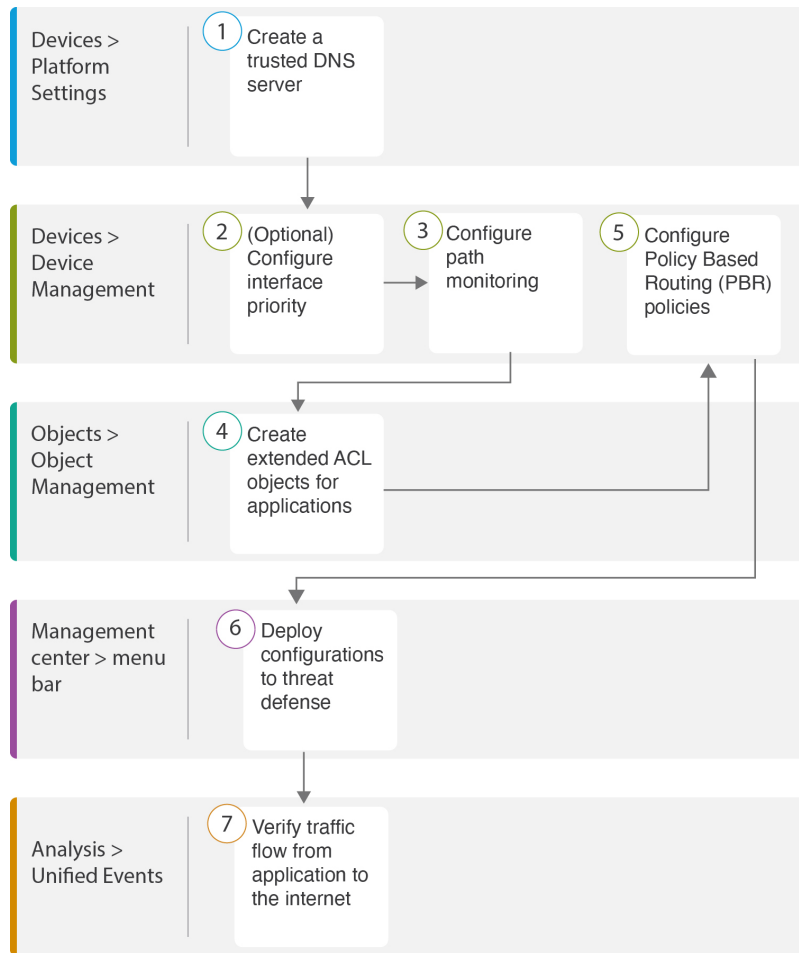 Devices >
Platform
Settings
1
Create a
trusted DNS
server
Devices >
Device
Management
2
(Optional)
Configure
interface
priority
3
Configure
path
monitoring
5
Configure
Policy Based
Routing (PBR)
policies
Objects >
Object
Management
4
Create
extended ACL
objects for
applications
Management
center > menu
bar
6
Deploy
configurations
to threat
defense
Analysis >
Unified Events
7
Verify traffic
flow from
application to
the internet